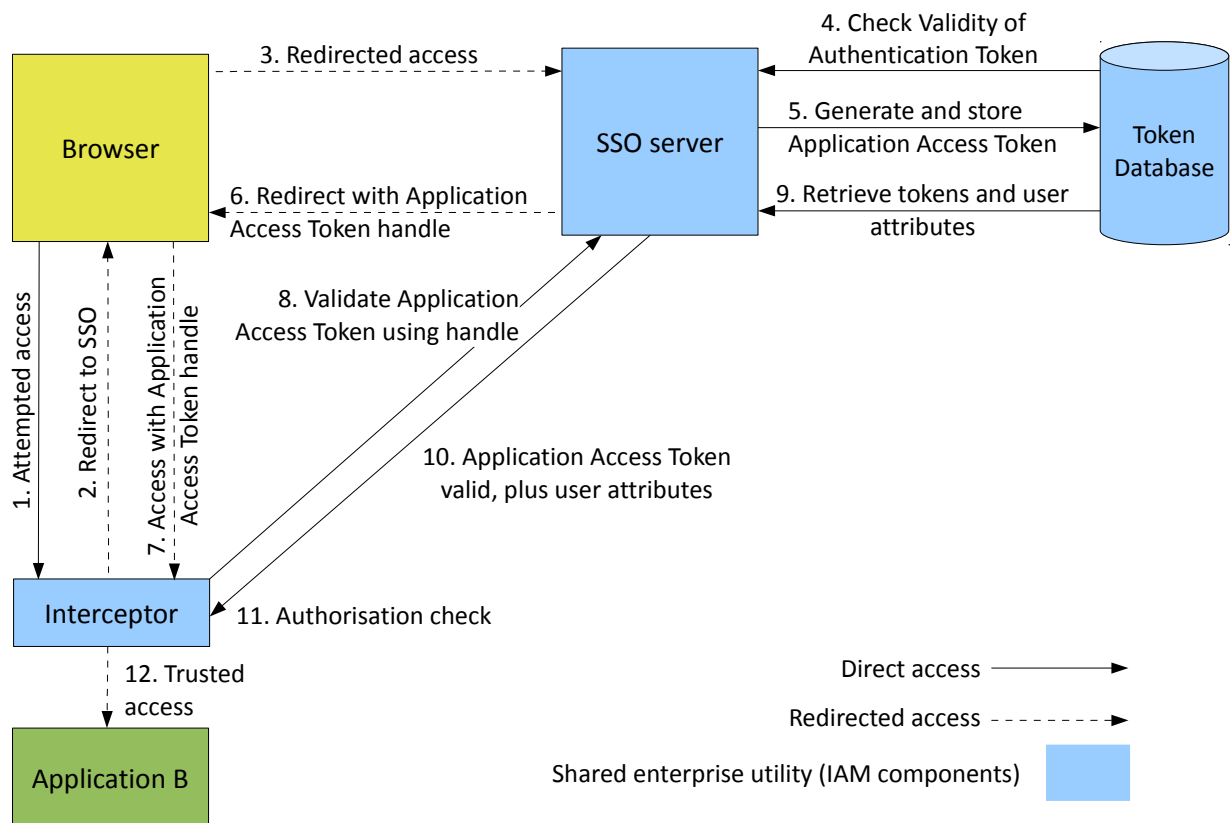 3. Redirected access
4. Check Validity of
Authentication Token
Browser
SSO server
5. Generate and store
Application Access Token
Token
Database
6. Redirect with Application
Access Token handle
9. Retrieve tokens and user
attributes
1. Attempted access
2. Redirect to SSO
7. Access with Application
Access Token handle
8. Validate Application
Access Token using handle
10. Application Access Token
valid, plus user attributes
Interceptor
11. Authorisation check
12. Trusted
access
Application B
Direct access
Redirected access
Shared enterprise utility (IAM components)